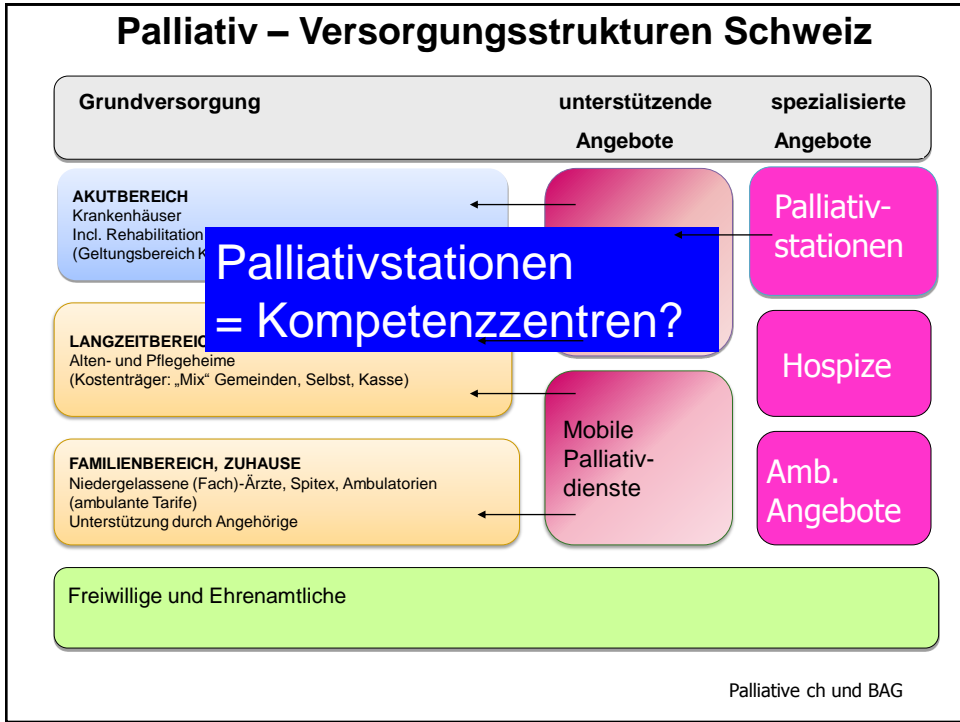 Palliativ – Versorgungsstrukturen Schweiz
Grundversorgung
unterstützende
Angebote
spezialisierte
Angebote
AKUTBEREICH
Krankenhäuser
Incl. Rehabilitation
(Geltungsbereich
Palliativstationen
= Kompetenzzentren?
Palliativ-
stationen
Alten- und Pflegeheime
(Kostenträger: „Mix“ Gemeinden, Selbst, Kasse)
Hospize
Mobile
Palliativ-
dienste
FAMILIENBEREICH, ZUHAUSE
Niedergelassene (Fach)-Ärzte, Spitex, Ambulatorien
(ambulante Tarife)
Unterstützung durch Angehörige
Amb.
Angebote
Freiwillige und Ehrenamtliche
Palliative ch und BAG